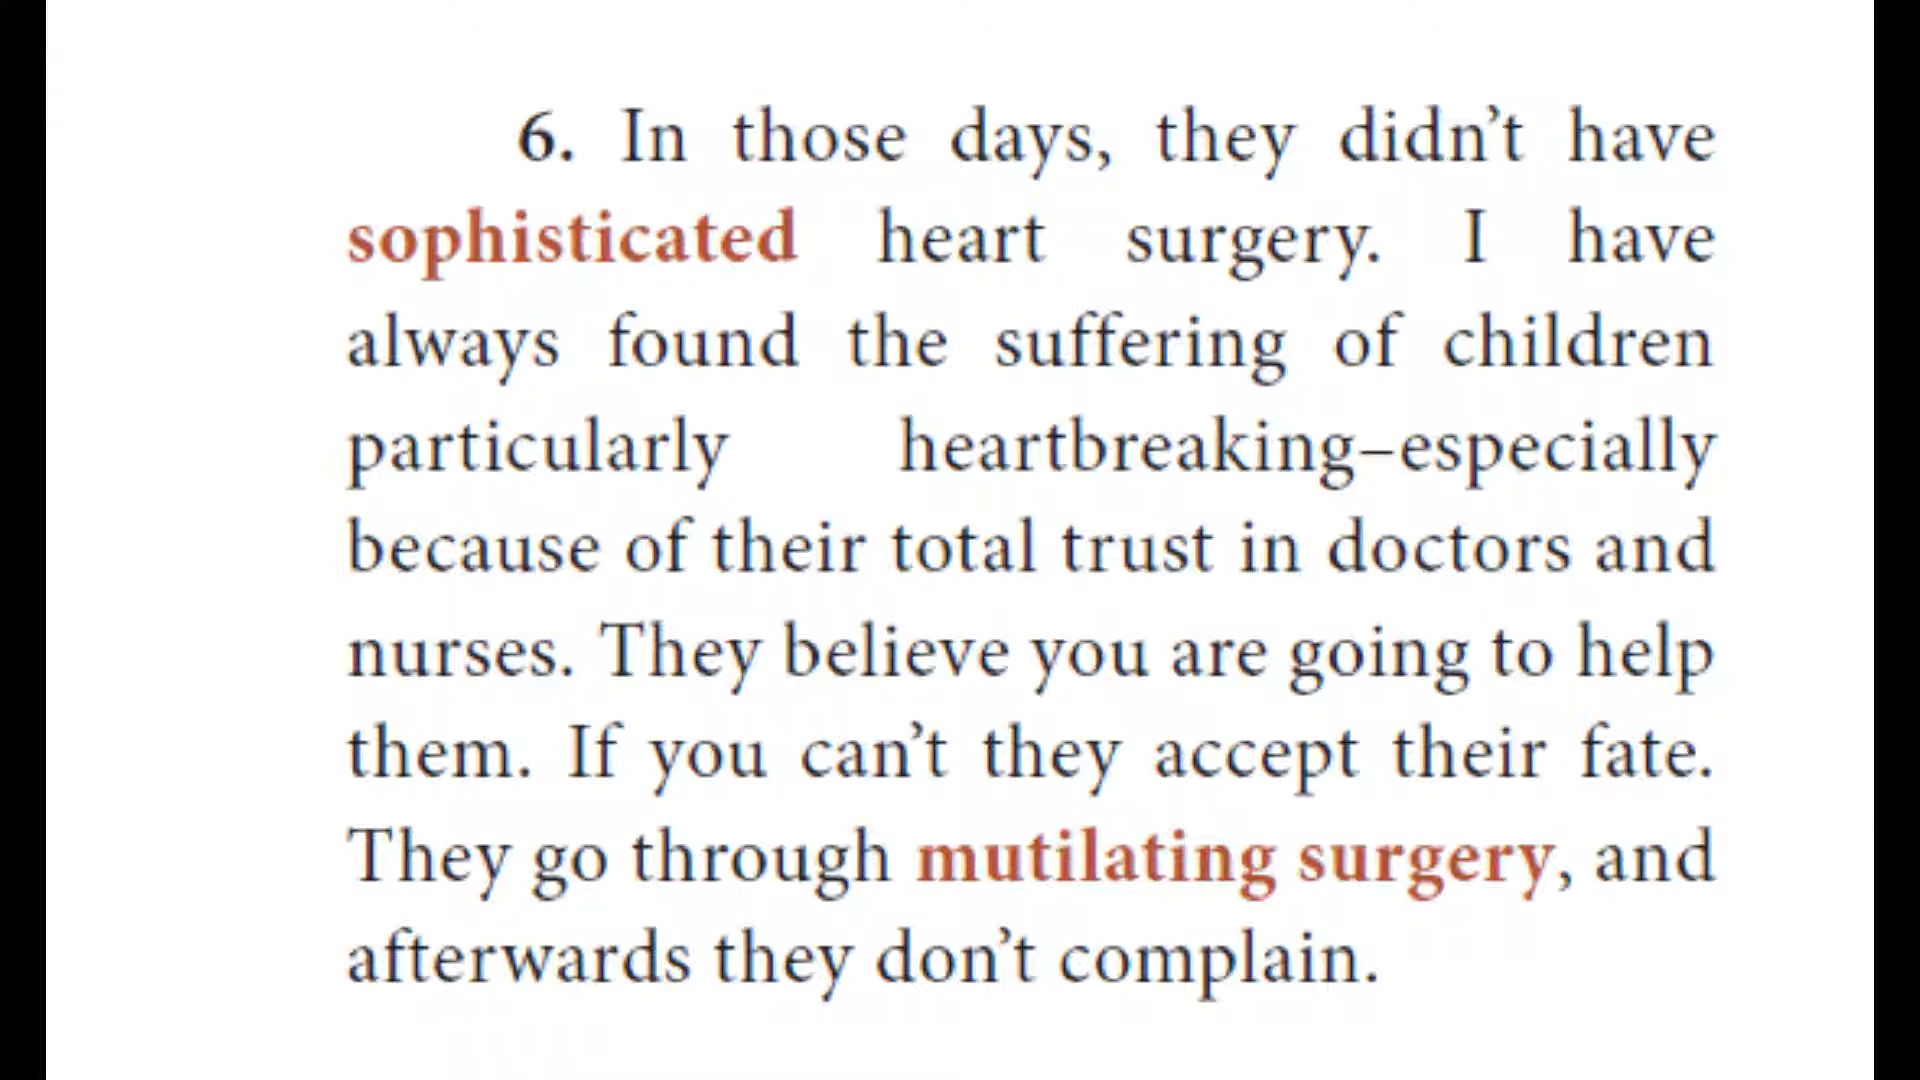 6. In those days, they didn’t have
sophisticated heart surgery. I have
always found the suffering of children
particularly heartbreaking–especially
because of their total trust in doctors and
nurses. They believe you are going to help
them. If you can’t they accept their fate.
They go through mutilating surgery, and
afterwards they don’t complain.